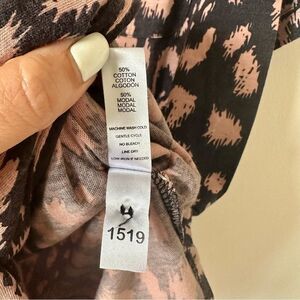 50%
COTTON
COTON
ALGODÓN
50%
MODAL
MODAL
MODAL
MACHINE WASH COLD
GENTLE CYCLE
NO BLEACH
LINE DRY
LOW IRON IF NEEDED
1519